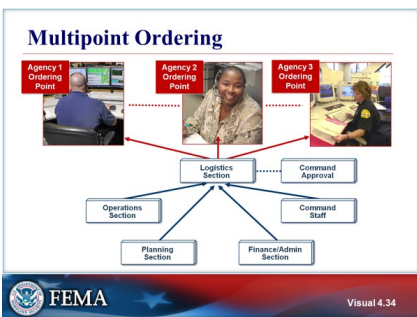 Multipoint Ordering
Agency 1
Ordering
Point
Agency 2
Ordering
Point
Agency 3
Ordering
Point
Logistics
Section
Command
Approval
Operations
Section
Command
Staff
Planning
Section
Finance/Admin
Section
FEMA
Visual 4.34